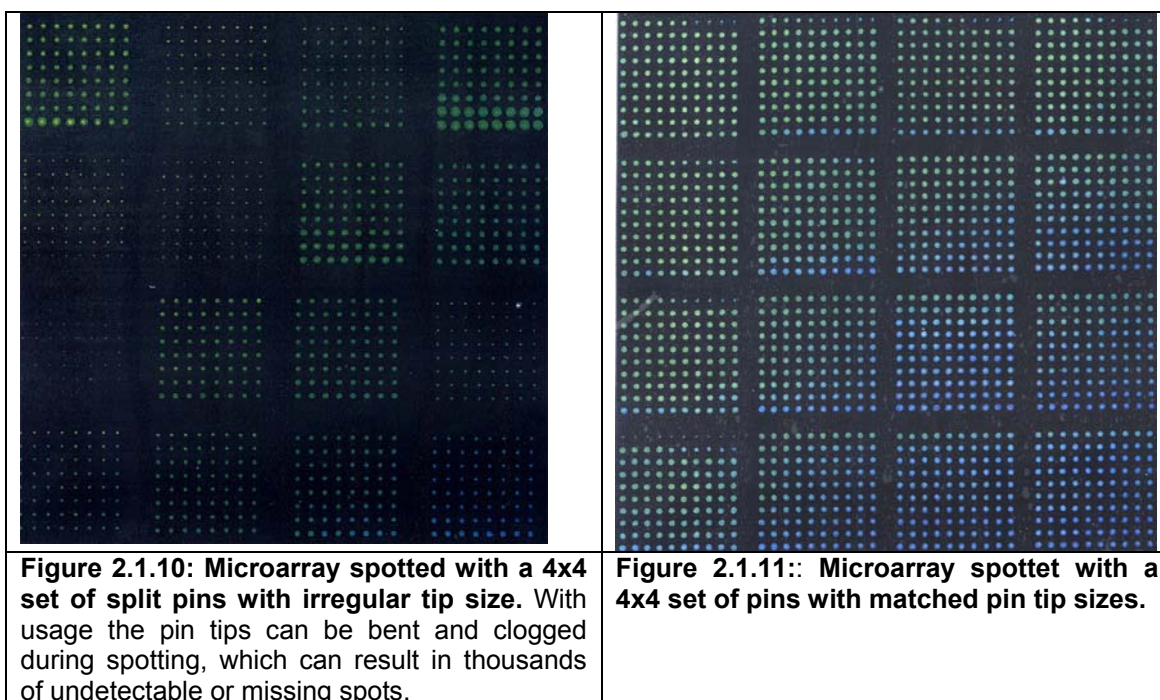 Figure 2.1.10: Microarray spotted with a 4x4
set of split pins with irregular tip size. With
usage the pin tips can be bent and clogged
during spotting, which can result in thousands
of undetectable or missing spots.
Figure 2.1.11:: Microarray spottet with a
4x4 set of pins with matched pin tip sizes.